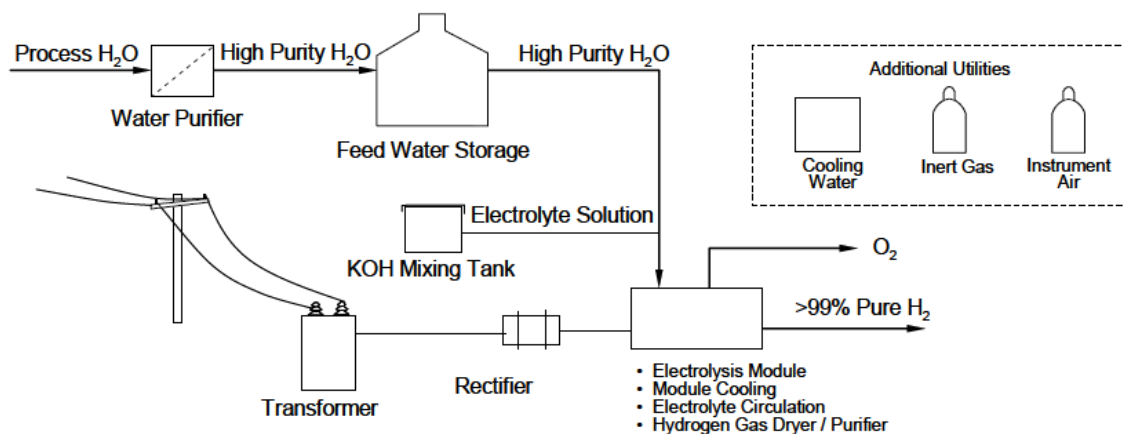 Process H₂O
High Purity H₂O
High Purity H₂O
Water Purifier
Feed Water Storage
Additional Utilities
Cooling
Water
Inert Gas
Instrument
Air
Electrolyte Solution
KOH Mixing Tank
O₂
>99% Pure H₂
Transformer
Rectifier
• Electrolysis Module
• Module Cooling
• Electrolyte Circulation
• Hydrogen Gas Dryer / Purifier